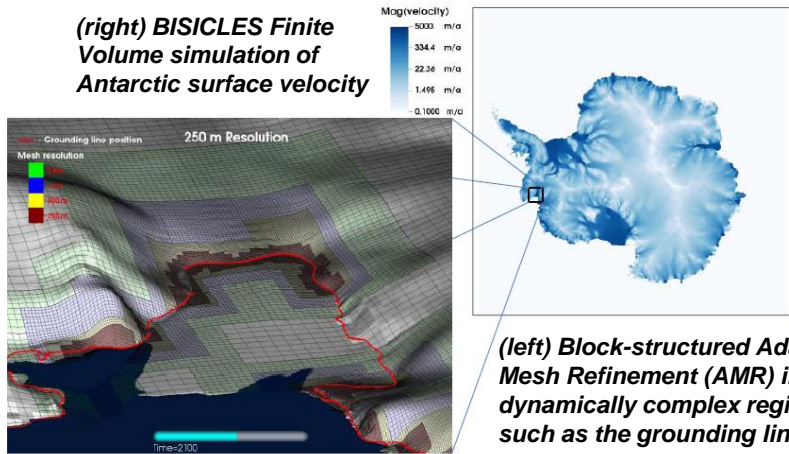 (right) BISICLES Finite
Volume simulation of
Antarctic surface velocity
Mag(velocity)
5000. m/a
334.4 m/a
22.36 m/a
1.495 m/a
0.1000 m/a
Grounding line position
250 m Resolution
Mesh resolution
(left) Block-structured Ada
Mesh Refinement (AMR) i
dynamically complex regi
such as the grounding lin
Time=2100